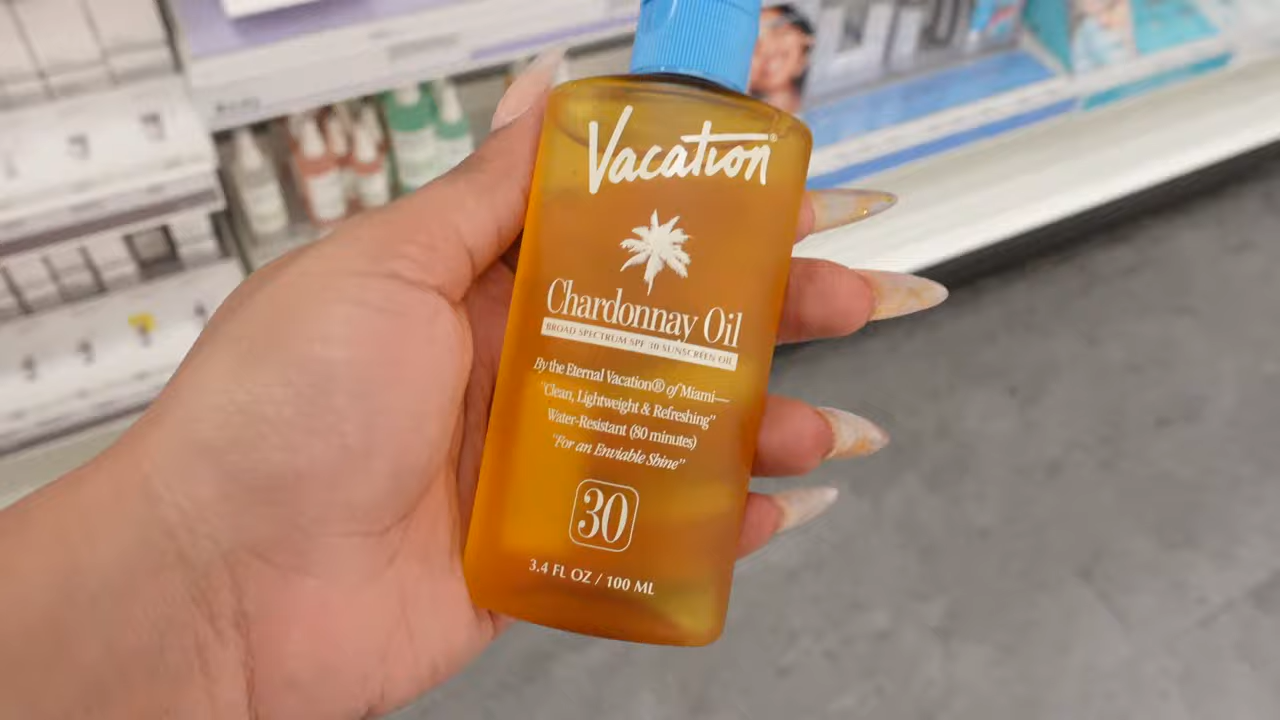 Vacation®
Chardonnay Oil
BROAD SPECTRUM SPF 30 SUNSCREEN OIL
By the Eternal Vacation® of Miami—
"Clean, Lightweight & Refreshing"
Water-Resistant (80 minutes)
"For an Enviable Shine"
30
3.4 FL OZ / 100 ML